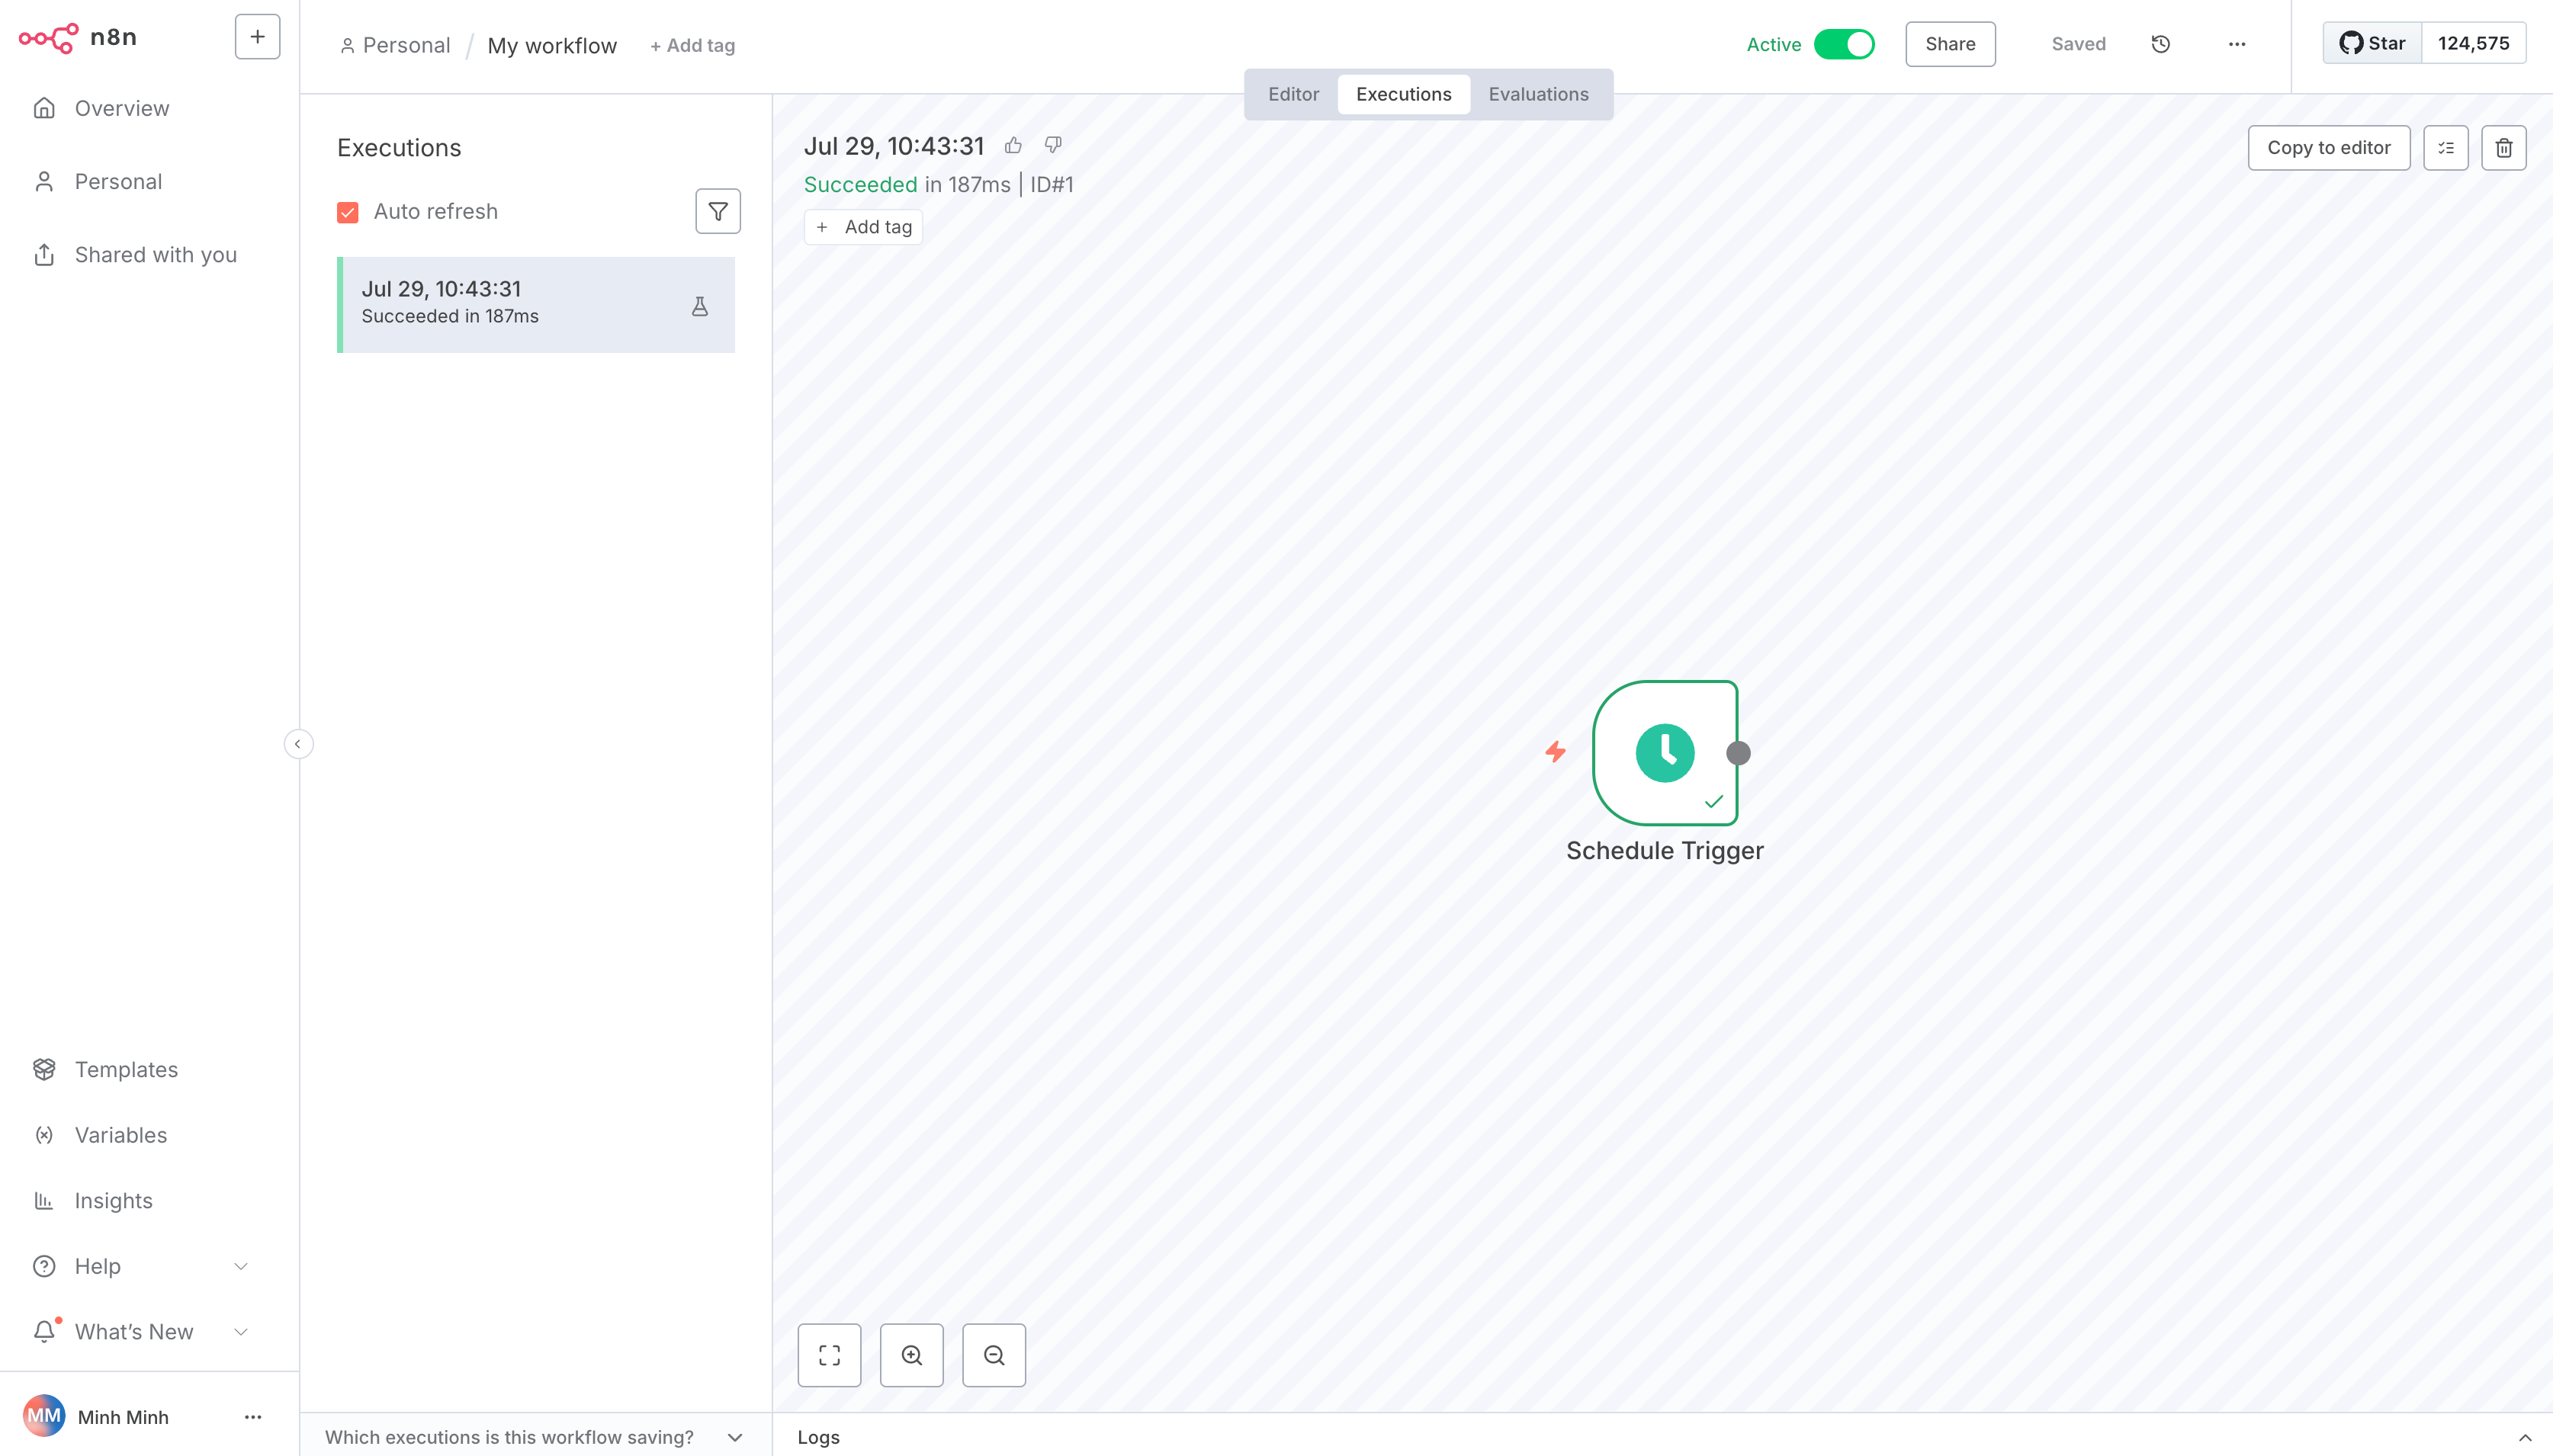 n8n
Overview
Personal
Shared with you
Templates
Variables
Insights
Help
What's New
MM
Minh Minh
Personal / My workflow + Add tag
Active
Share
Saved
Star 124,575
Editor Executions Evaluations
Executions
Auto refresh
Jul 29, 10:43:31
Succeeded in 187ms
Which executions is this workflow saving?
Jul 29, 10:43:31
Succeeded in 187ms | ID#1
+ Add tag
Copy to editor
Schedule Trigger
Logs